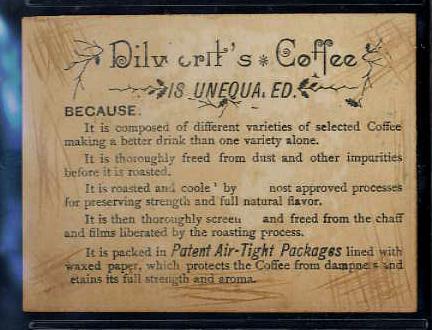 Dilworth's * Coffee
IS UNEQUALED.
BECAUSE:
It is composed of different varieties of selected Coffee
making a better drink than one variety alone.
It is thoroughly freed from dust and other impurities
before it is roasted.
It is roasted and cooled by most approved processes
for preserving strength and full natural flavor.
It is then thoroughly screened and freed from the chaff
and films liberated by the roasting process.
It is packed in Patent Air-Tight Packages lined with
waxed paper, which protects the Coffee from dampness and
retains its full strength and aroma.